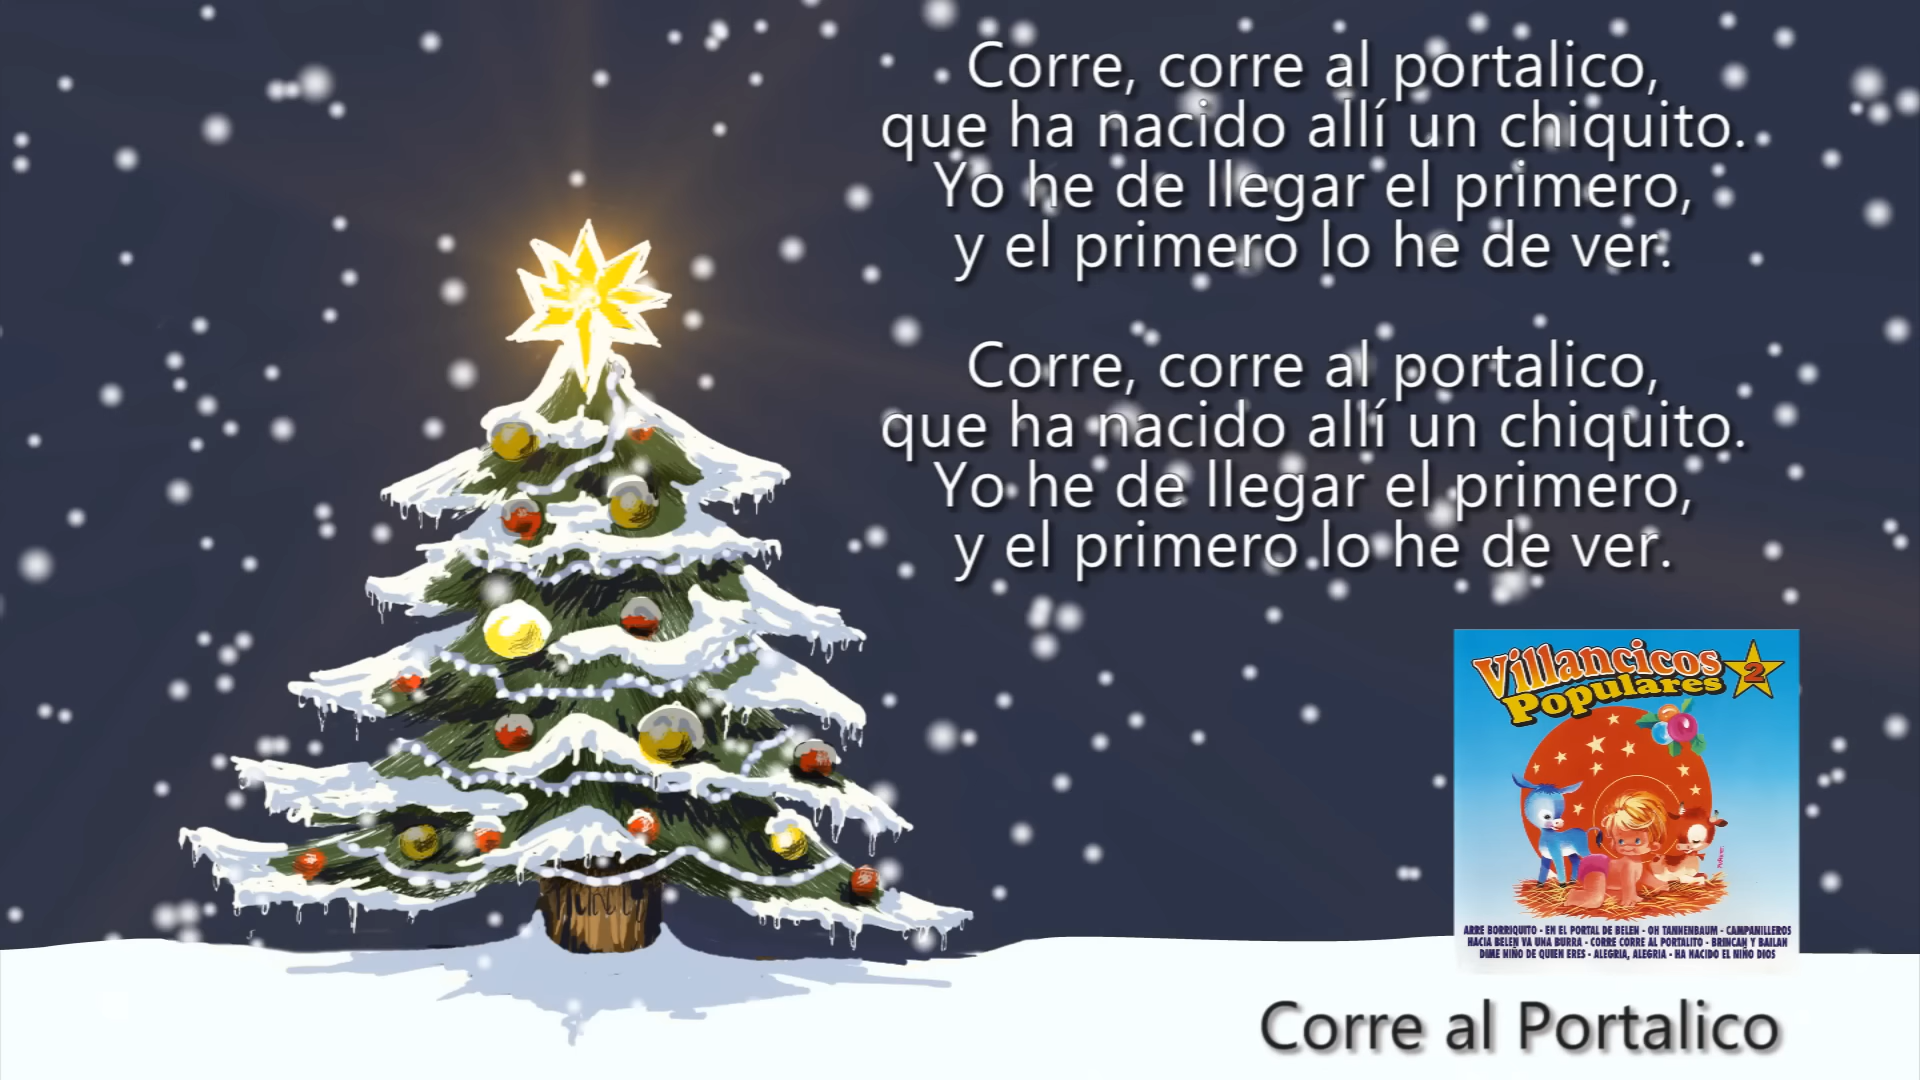 Corre, corre al portalico,
que ha nacido allí un chiquito.
Yo he de llegar el primero,
y el primero lo he de ver.
Corre, corre al portalico,
que ha nacido allí un chiquito.
Yo he de llegar el primero,
y el primero lo he de ver.
Villancicos
Populares 2
ARRE BORRIQUITO - EN EL PORTAL DE BELEN - OH TANNENBAUM - CAMPANILLEROS
HACIA BELEN VA UNA BURRA - CORRE CORRE AL PORTALITO - BRINCAN Y BAILAN
DIME NIÑO DE QUIEN ERES - ALEGRIA, ALEGRIA - HA NACIDO EL NIÑO DIOS
Corre al Portalico